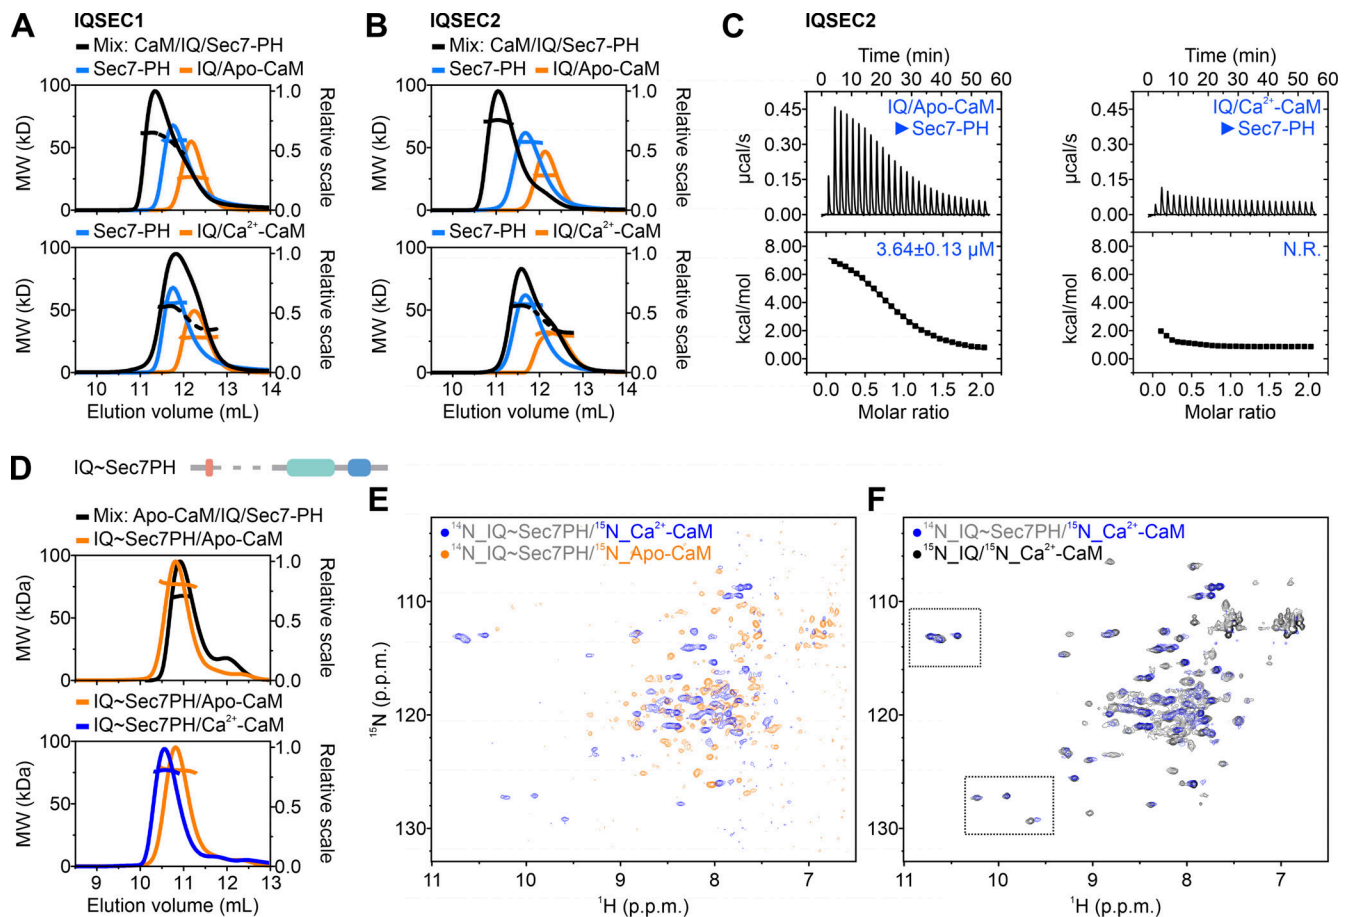 A IQSEC1
Mix: CaM/IQ/Sec7-PH
Sec7-PH IQ/Apo-CaM
MW (kD)
100
50
0
Relative scale
1.0
0.5
0.0
Sec7-PH IQ/Ca²⁺-CaM
MW (kD)
100
50
0
Relative scale
1.0
0.5
0.0
10 11 12 13 14
Elution volume (mL)
B IQSEC2
Mix: CaM/IQ/Sec7-PH
Sec7-PH IQ/Apo-CaM
MW (kD)
100
50
0
Relative scale
1.0
0.5
0.0
Sec7-PH IQ/Ca²⁺-CaM
MW (kD)
100
50
0
Relative scale
1.0
0.5
0.0
10 11 12 13 14
Elution volume (mL)
C IQSEC2
Time (min)
0 10 20 30 40 50 60
IQ/Apo-CaM
▶ Sec7-PH
µcal/s
0.45
0.30
0.15
0.00
3.64±0.13 µM
kcal/mol
8.00
6.00
4.00
2.00
0.00
0.0 0.5 1.0 1.5 2.0
Molar ratio
Time (min)
0 10 20 30 40 50 60
IQ/Ca²⁺-CaM
▶ Sec7-PH
µcal/s
0.45
0.30
0.15
0.00
N.R.
kcal/mol
8.00
6.00
4.00
2.00
0.00
0.0 0.5 1.0 1.5 2.0
Molar ratio
D IQ~Sec7PH
Mix: Apo-CaM/IQ/Sec7-PH
IQ~Sec7PH/Apo-CaM
MW (kDa)
100
50
0
Relative scale
1.0
0.5
0.0
IQ~Sec7PH/Apo-CaM
IQ~Sec7PH/Ca²⁺-CaM
MW (kDa)
100
50
0
Relative scale
1.0
0.5
0.0
9 10 11 12 13
Elution volume (mL)
E
¹⁴N_IQ~Sec7PH/¹⁵N_Ca²⁺-CaM
¹⁴N_IQ~Sec7PH/¹⁵N_Apo-CaM
¹⁵N (p.p.m.)
110
120
130
11 10 9 8 7
¹H (p.p.m.)
F
¹⁴N_IQ~Sec7PH/¹⁵N_Ca²⁺-CaM
¹⁵N_IQ/¹⁵N_Ca²⁺-CaM
110
120
130
11 10 9 8 7
¹H (p.p.m.)